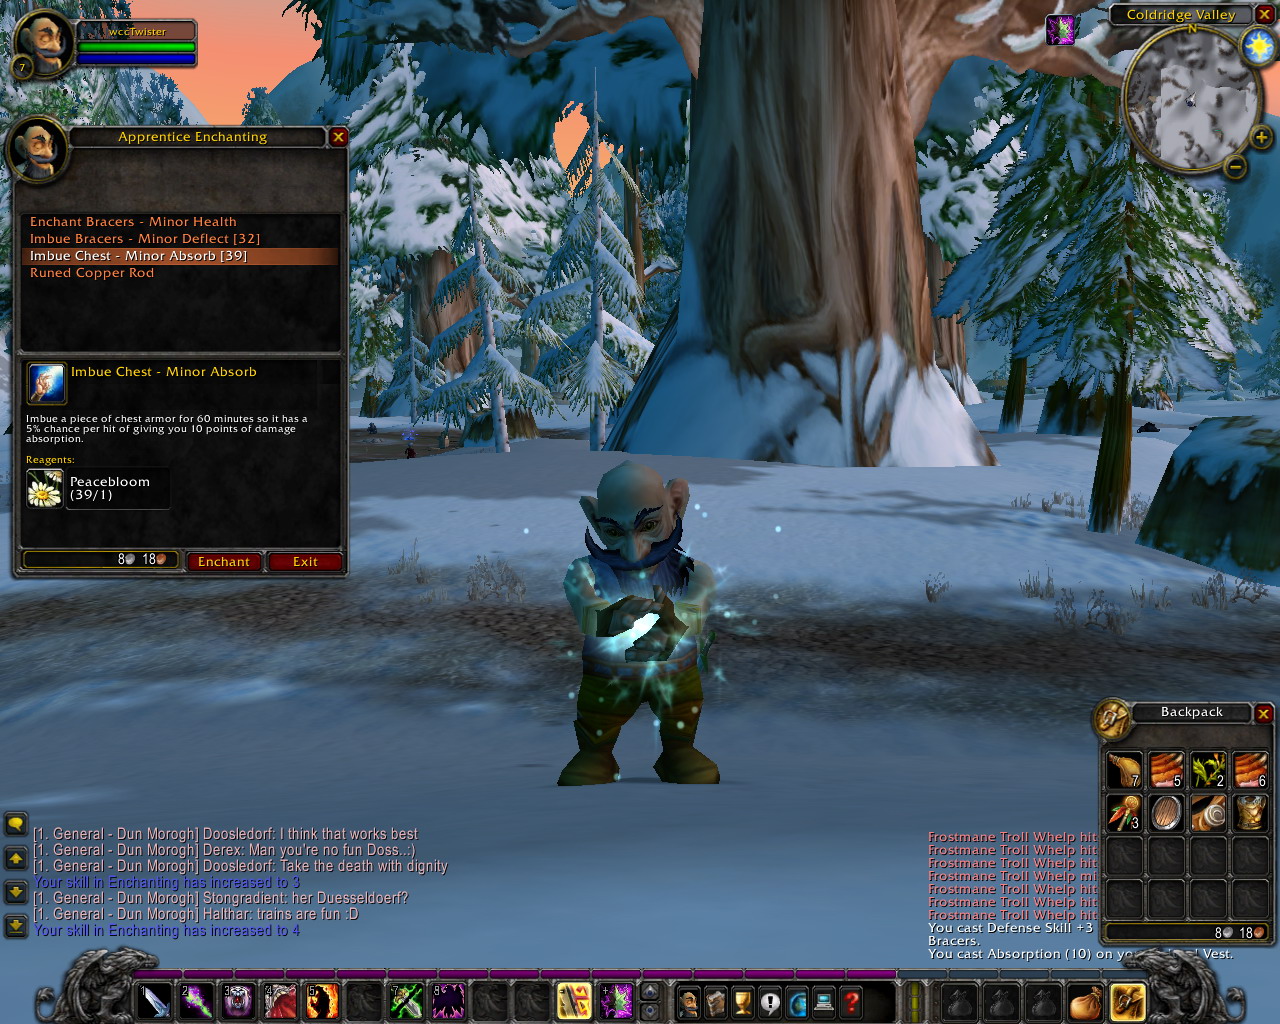 wccTwister
7
Coldridge Valley
N
Apprentice Enchanting
Enchant Bracers - Minor Health
Imbue Bracers - Minor Deflect [32]
Imbue Chest - Minor Absorb [39]
Runed Copper Rod
Imbue Chest - Minor Absorb
Imbue a piece of chest armor for 60 minutes so it has a
5% chance per hit of giving you 10 points of damage
absorption.
Reagents:
Peacebloom
(39/1)
8 18
Enchant
Exit
Backpack
7 5 2 6
3
8 18
[1. General - Dun Morogh] Doosledorf: I think that works best
[1. General - Dun Morogh] Derex: Man you're no fun Doss..:)
[1. General - Dun Morogh] Doosledorf: Take the death with dignity
Your skill in Enchanting has increased to 3
[1. General - Dun Morogh] Stongradient: her Duesseldoerf?
[1. General - Dun Morogh] Halthar: trains are fun :D
Your skill in Enchanting has increased to 4
Frostmane Troll Whelp hit
Frostmane Troll Whelp hit
Frostmane Troll Whelp hit
Frostmane Troll Whelp mi
Frostmane Troll Whelp hit
Frostmane Troll Whelp hit
Frostmane Troll Whelp hit
You cast Defense Skill +3
Bracers.
You cast Absorption (10) on yo Vest.
1 2 3 4 5 7 8 +
?